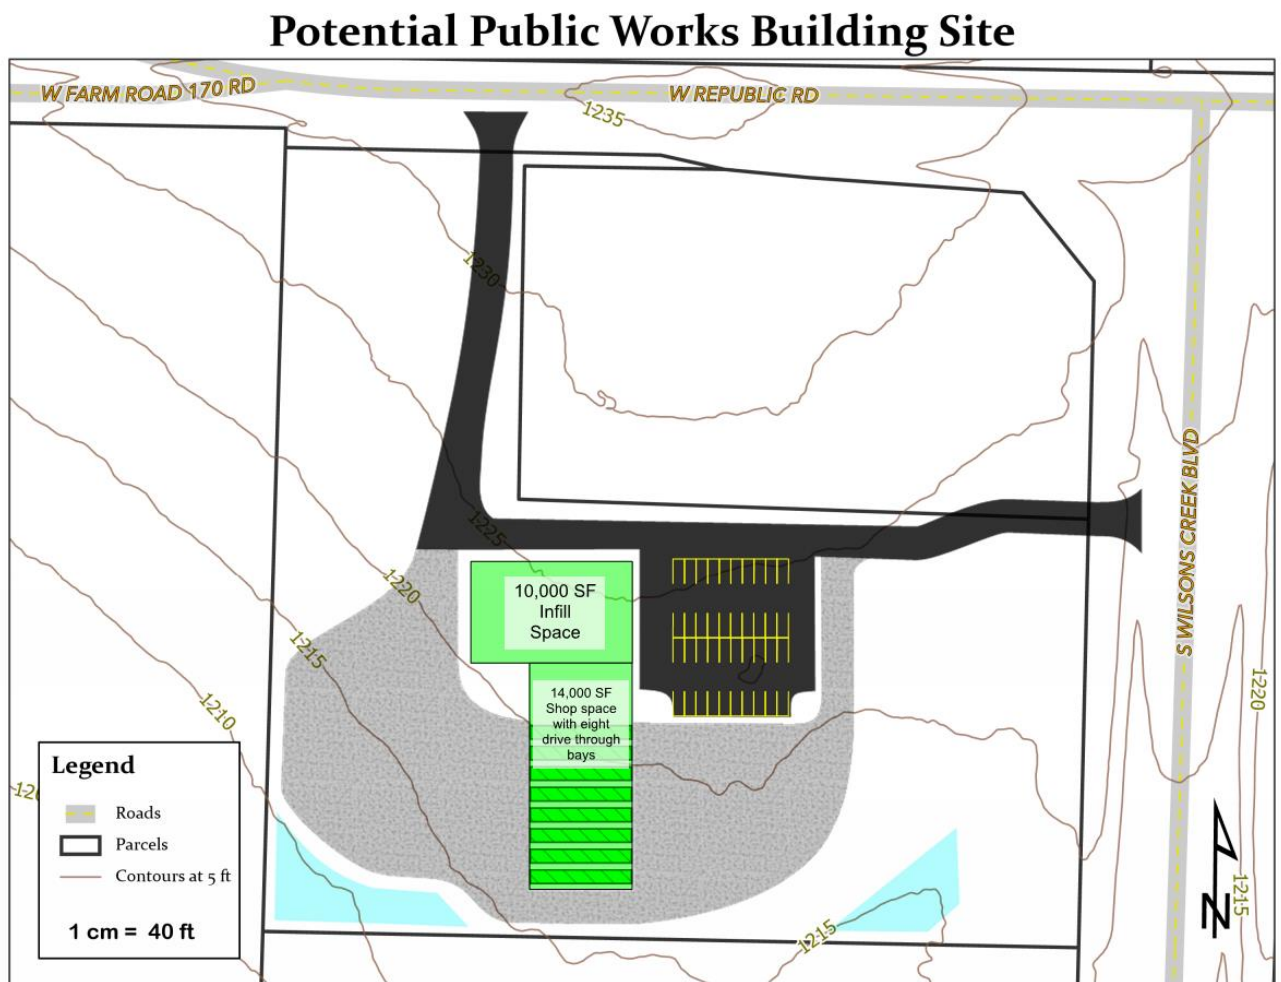 Potential Public Works Building Site
W FARM ROAD 170 RD
W REPUBLIC RD
1235
1230
S WILSONS CREEK BLVD
1225
1220
10,000 SF
Infill
Space
1215
14,000 SF
Shop space
with eight
drive through
bays
1210
1220
Legend
Roads
Parcels
Contours at 5 ft
1 cm = 40 ft
1215
1215
N